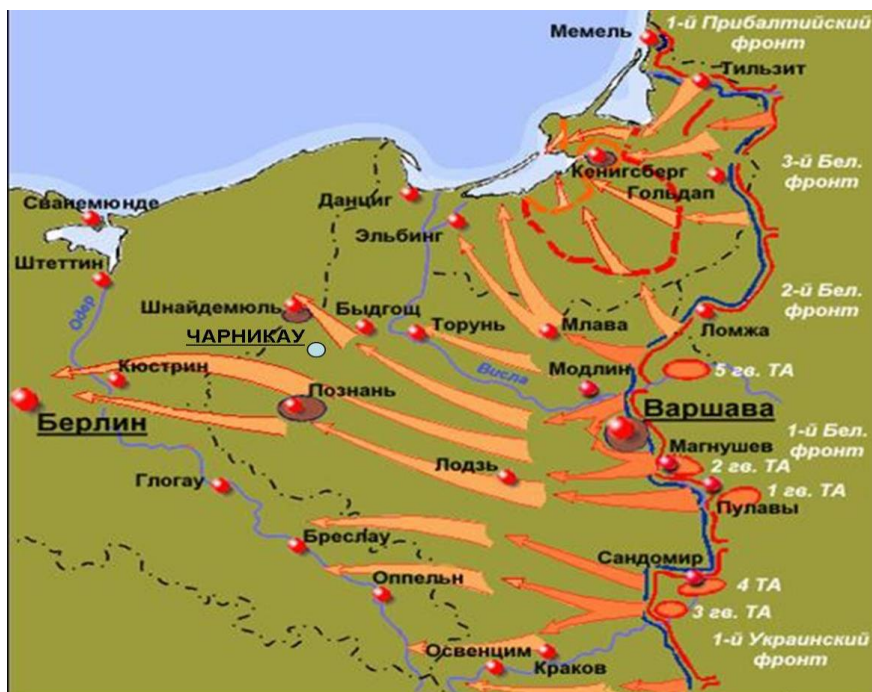 1-й Прибалтийский
фронт
Мемель
Тильзит
3-й Бел.
фронт
Кенигсберг
Гольдап
Данциг
Свинемюнде
Эльбинг
Штеттин
2-й Бел.
фронт
Одер
Шнайдемюль
Быдгощ
Торунь
Млава
Ломжа
ЧАРНИКАУ
Кюстрин
Висла
Модлин
5 гв. ТА
Познань
Берлин
Варшава
1-й Бел.
фронт
Магнушев
2 гв. ТА
Лодзь
1 гв. ТА
Глогау
Пулавы
Бреслау
Сандомир
Оппельн
4 ТА
3 гв. ТА
1-й Украинский
фронт
Освенцим
Краков